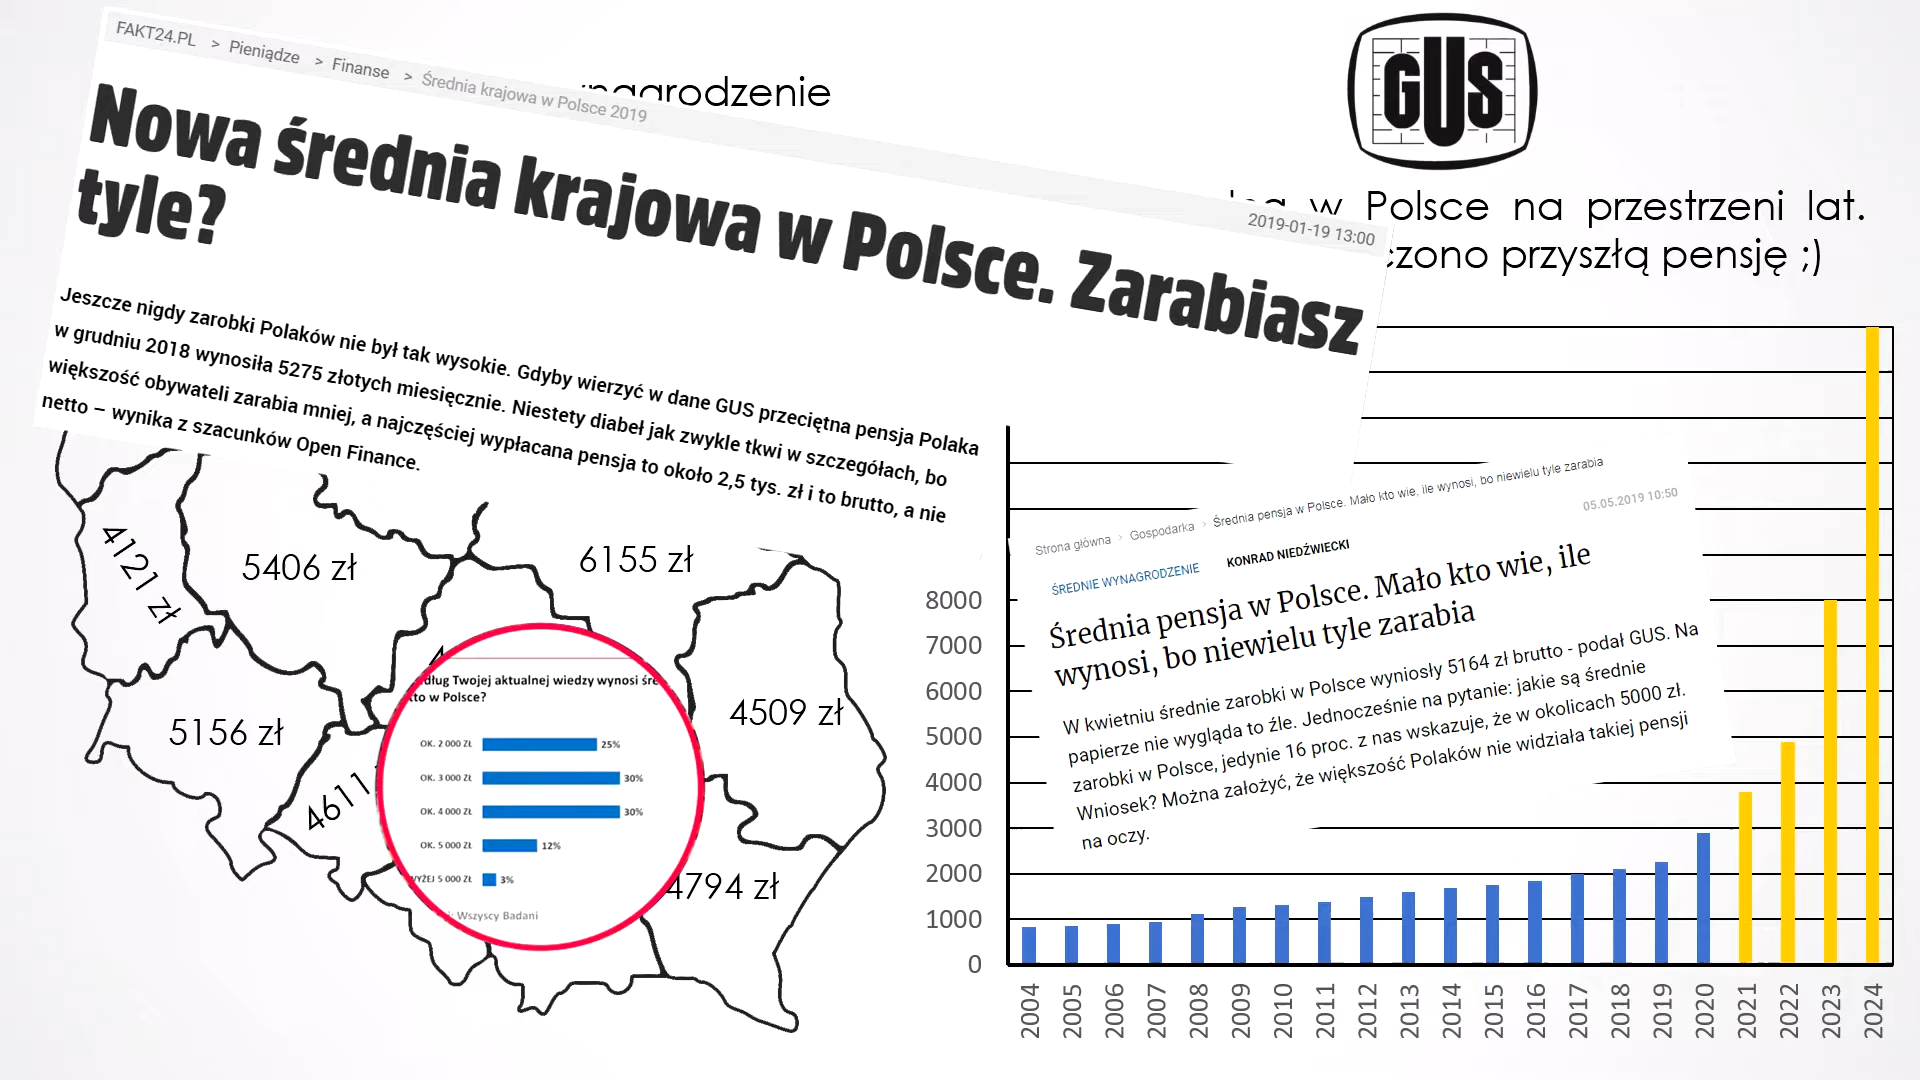 FAKT24.PL > Pieniądze > Finanse > Średnia krajowa w Polsce 2019
2019-01-19 13:00
Nowa średnia krajowa w Polsce. Zarabiasz
tyle?
Jeszcze nigdy zarobki Polaków nie był tak wysokie. Gdyby wierzyć w dane GUS przeciętna pensja Polaka
w grudniu 2018 wynosiła 5275 złotych miesięcznie. Niestety diabeł jak zwykle tkwi w szczegółach, bo
większość obywateli zarabia mniej, a najczęściej wypłacana pensja to około 2,5 tys. zł i to brutto, a nie
netto – wynika z szacunków Open Finance.
GUS
w Polsce na przestrzeni lat.
przyszłą pensję ;)
4121 zł
5406 zł
6155 zł
5156 zł
4611
4509 zł
4794 zł
Twojej aktualnej wiedzy wynosi
w Polsce?
OK. 2 000 ZŁ 25%
OK. 3 000 ZŁ 30%
OK. 4 000 ZŁ 30%
OK. 5 000 ZŁ 12%
5 000 ZŁ 3%
Wszyscy Badani
Strona główna > Gospodarka > Średnia pensja w Polsce. Mało kto wie, ile wynosi, bo niewielu tyle zarabia
05.05.2019 10:50
ŚREDNIE WYNAGRODZENIE KONRAD NIEDŹWIECKI
Średnia pensja w Polsce. Mało kto wie, ile
wynosi, bo niewielu tyle zarabia
W kwietniu średnie zarobki w Polsce wyniosły 5164 zł brutto - podał GUS. Na
papierze nie wygląda to źle. Jednocześnie na pytanie: jakie są średnie
zarobki w Polsce, jedynie 16 proc. z nas wskazuje, że w okolicach 5000 zł.
Wniosek? Można założyć, że większość Polaków nie widziała takiej pensji
na oczy.
8000
7000
6000
5000
4000
3000
2000
1000
0
2004 2005 2006 2007 2008 2009 2010 2011 2012 2013 2014 2015 2016 2017 2018 2019 2020 2021 2022 2023 2024